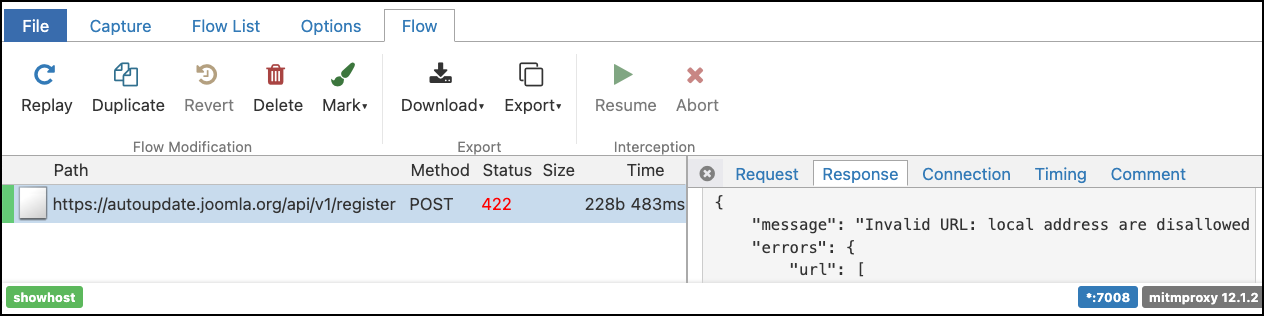 File Capture Flow List Options Flow
Replay Duplicate Revert Delete Mark▾ Download▾ Export▾ Resume Abort
Flow Modification Export Interception
Path Method Status Size Time
Request Response Connection Timing Comment
https://autoupdate.joomla.org/api/v1/register POST 422 228b 483ms
{
"message": "Invalid URL: local address are disallowed
"errors": {
"url": [
showhost *:7008 mitmproxy 12.1.2